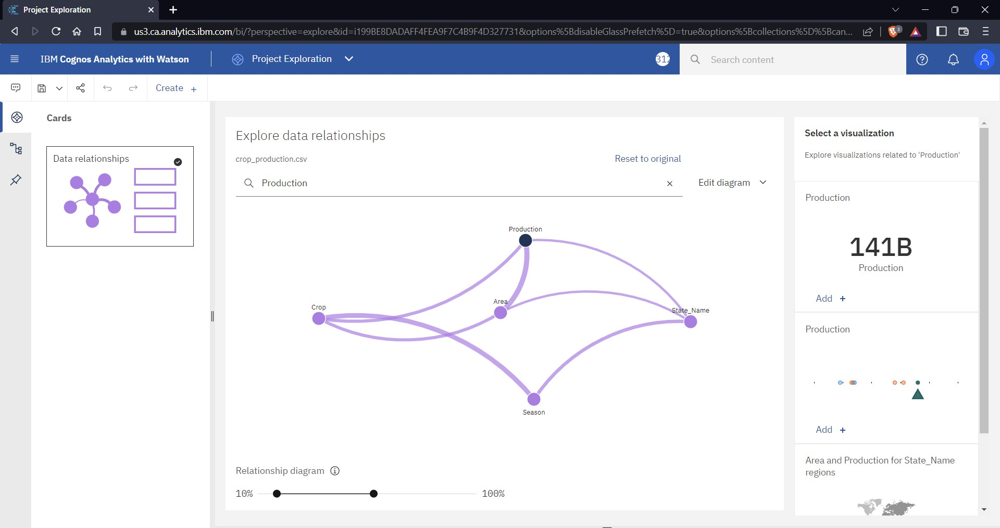 Project Exploration
us3.ca.analytics.ibm.com/bi/?perspective=explore&id=i199BE8DADAFF4FEA9F7C4B9F4D327731&options%5BdisableGlassPrefetch%5D=true&options%5Bcollections%5D%5Bcan...
3
IBM Cognos Analytics with Watson
Project Exploration
312
Search content
Create +
Cards
Data relationships
Explore data relationships
crop_production.csv
Reset to original
Production
Edit diagram
Production
Crop
Area
State_Name
Season
Relationship diagram
10%
100%
Select a visualization
Explore visualizations related to 'Production'
Production
141B
Production
Add +
Production
Add +
Area and Production for State_Name
regions